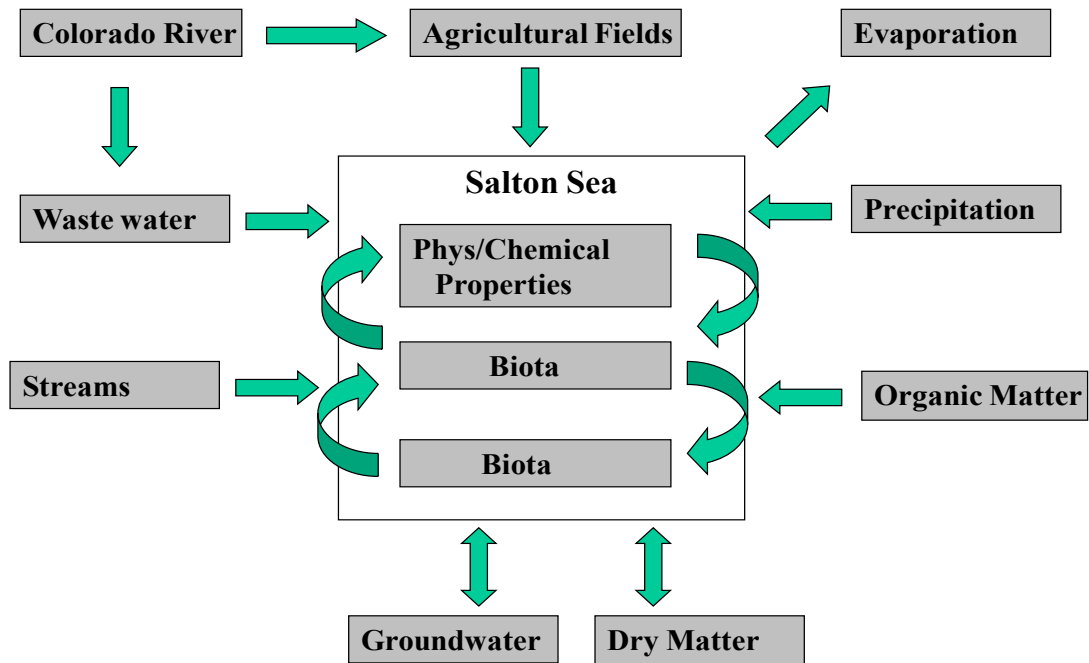 Colorado River
Agricultural Fields
Evaporation
Salton Sea
Waste water
Precipitation
Phys/Chemical
Properties
Biota
Streams
Organic Matter
Biota
Groundwater
Dry Matter